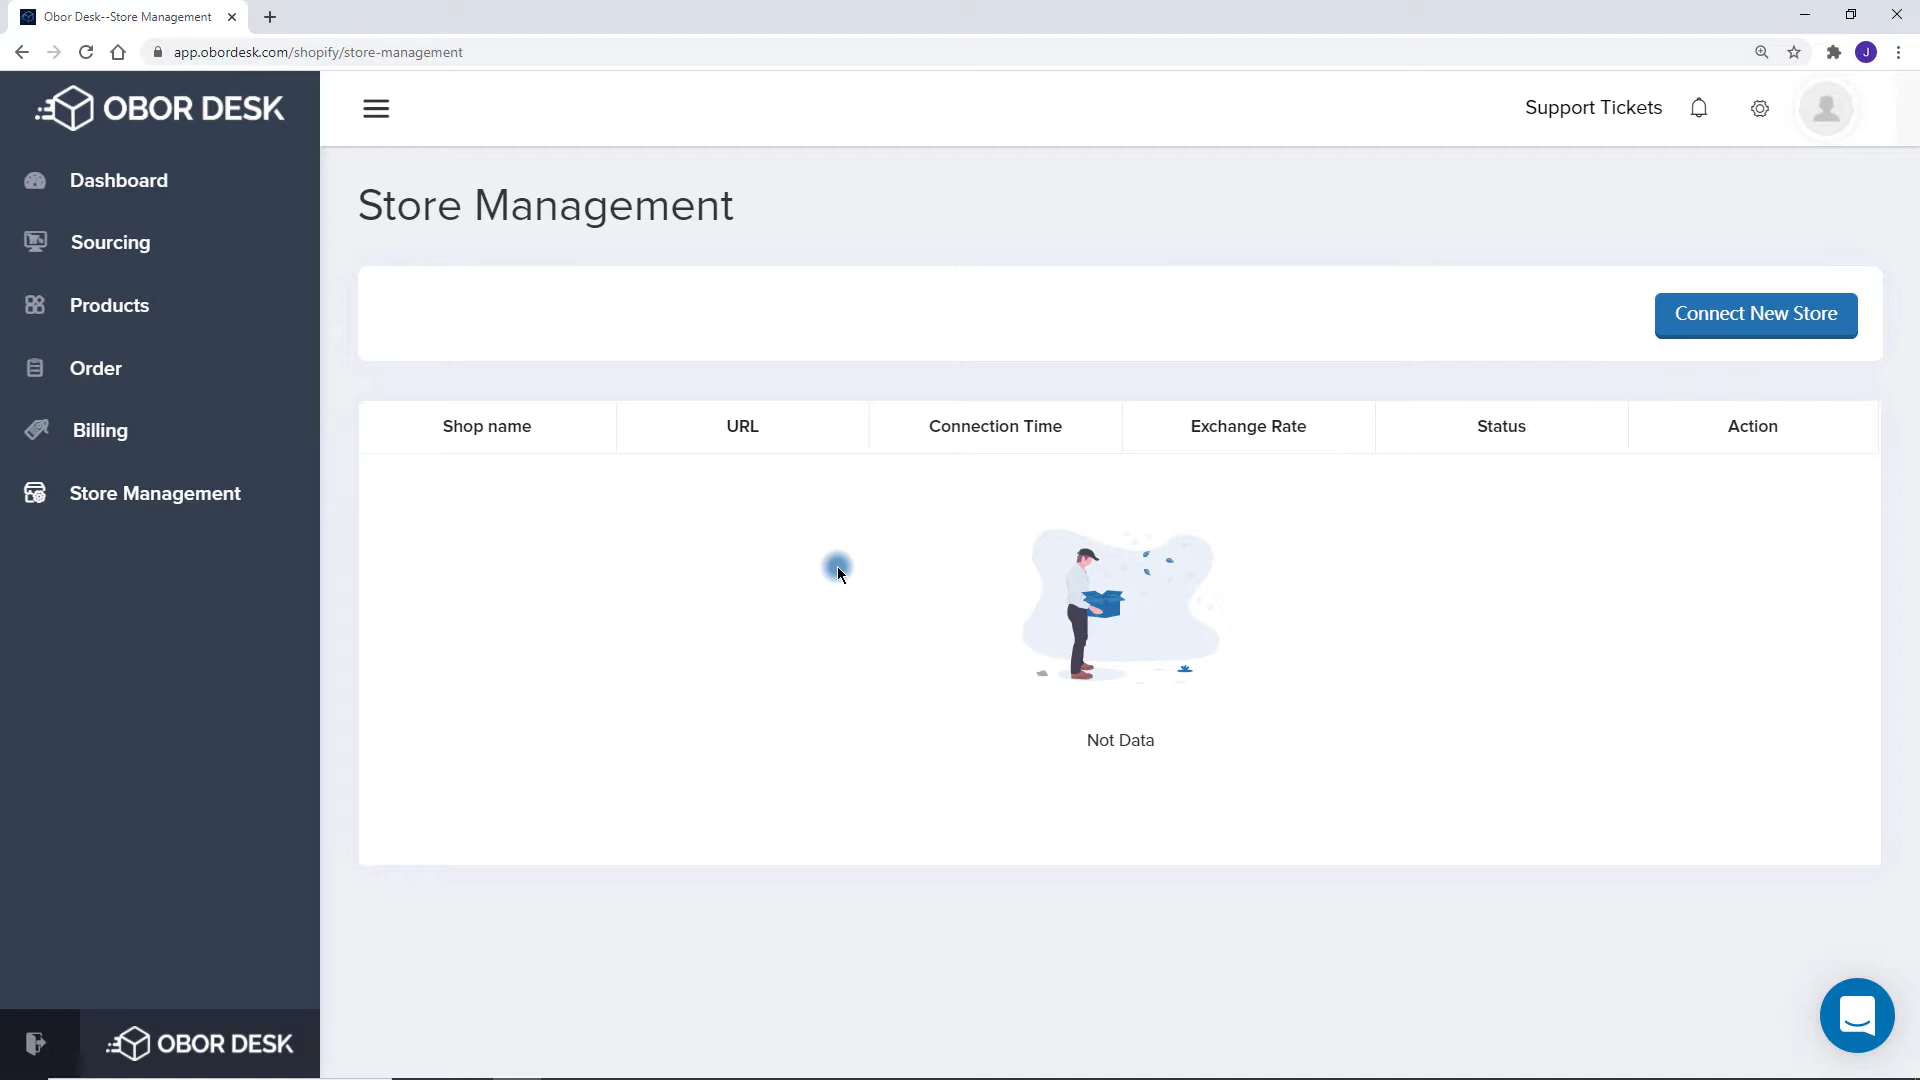 Obor Desk--Store Management
app.obordesk.com/shopify/store-management
J
OBOR DESK
Support Tickets
Dashboard
Sourcing
Products
Order
Billing
Store Management
Store Management
Connect New Store
Shop name URL Connection Time Exchange Rate Status Action
Not Data
OBOR DESK